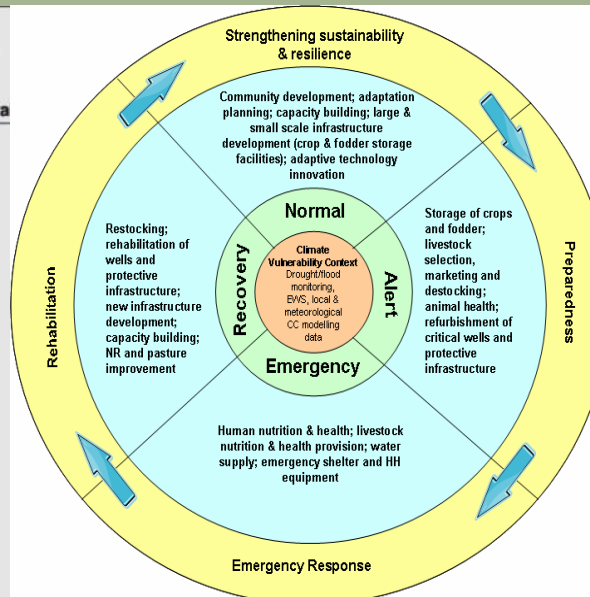 a
Strengthening sustainability
& resilience
Community development; adaptation
planning; capacity building; large &
small scale infrastructure
development (crop & fodder storage
facilities); adaptive technology
innovation
Normal
Storage of crops
and fodder;
livestock
selection,
marketing and
destocking;
animal health;
refurbishment of
critical wells and
protective
infrastructure
Alert
Preparedness
Climate
Vulnerability Context
Drought/flood
monitoring,
EWS, local &
meteorological
CC modelling
data
Restocking;
rehabilitation of
wells and
protective
infrastructure;
new infrastructure
development;
capacity building;
NR and pasture
improvement
Recovery
Rehabilitation
Emergency
Human nutrition & health; livestock
nutrition & health provision; water
supply; emergency shelter and HH
equipment
Emergency Response